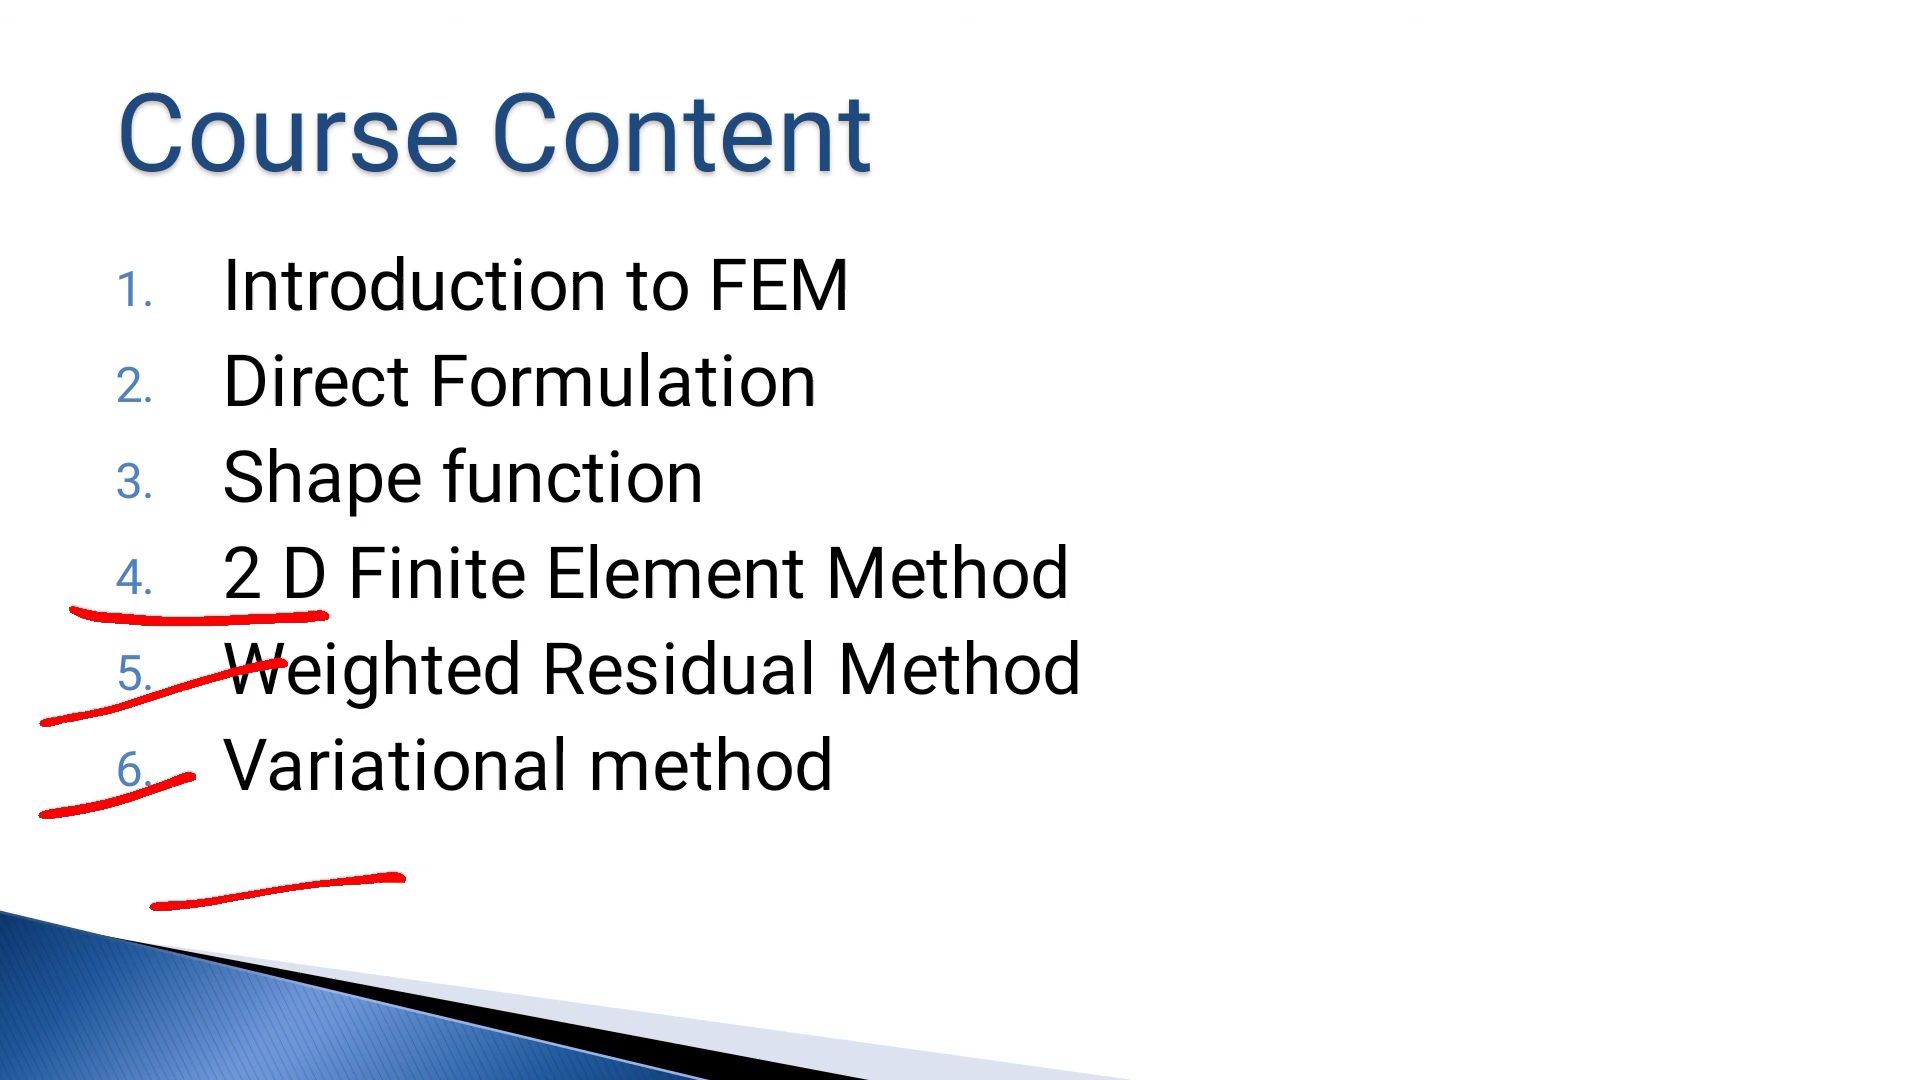 Course Content
1. Introduction to FEM
2. Direct Formulation
3. Shape function
4. 2 D Finite Element Method
5. Weighted Residual Method
6. Variational method